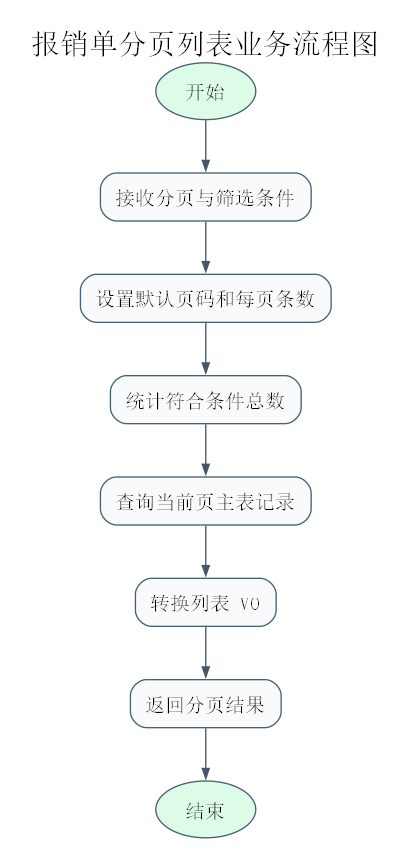 报销单分页列表业务流程图
开始
接收分页与筛选条件
设置默认页码和每页条数
统计符合条件总数
查询当前页主表记录
转换列表 VO
返回分页结果
结束